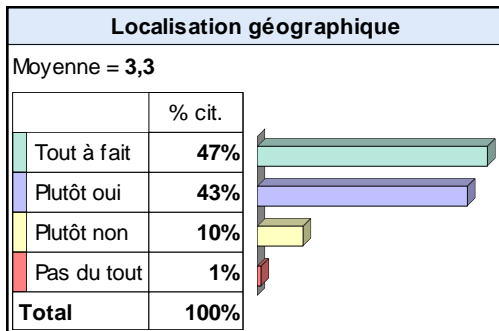 Localisation géographique
Moyenne = 3,3
% cit.
Tout à fait 47%
Plutôt oui 43%
Plutôt non 10%
Pas du tout 1%
Total 100%